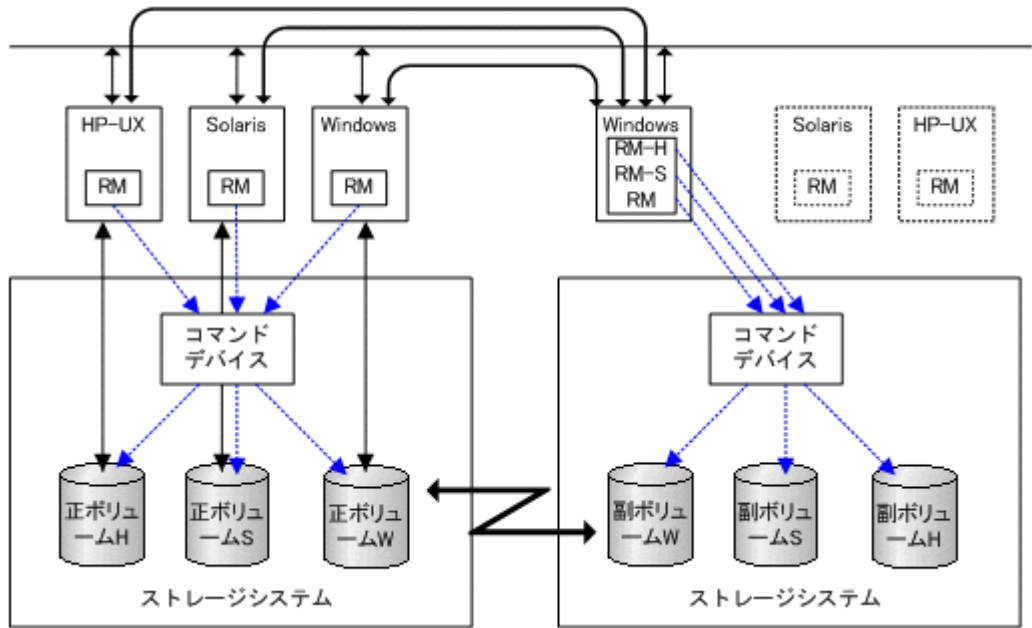 HP-UX
RM
Solaris
RM
Windows
RM
Windows
RM-H
RM-S
RM
Solaris
RM
HP-UX
RM
コマンド
デバイス
コマンド
デバイス
正ボリュ
ームH
正ボリュ
ームS
正ボリュ
ームW
副ボリュ
ームW
副ボリュ
ームS
副ボリュ
ームH
ストレージシステム
ストレージシステム